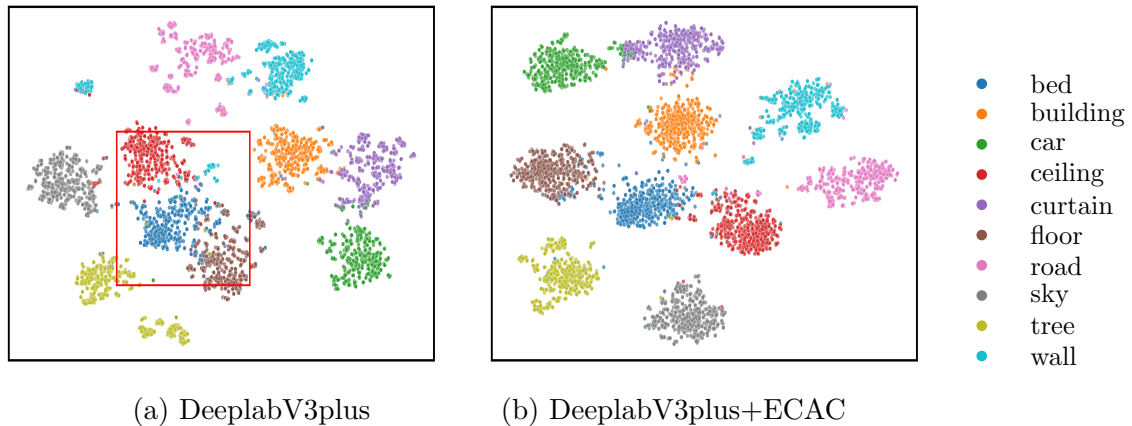 bed
building
car
ceiling
curtain
floor
road
sky
tree
wall
(a) DeeplabV3plus
(b) DeeplabV3plus+ECAC